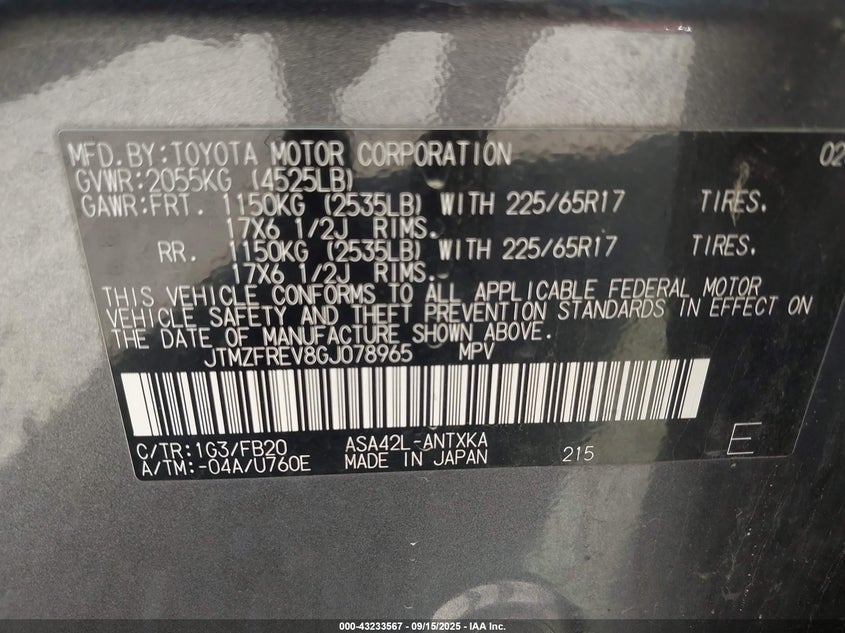 MFD.BY:TOYOTA MOTOR CORPORATION 02
GVWR:2055KG (4525LB)
GAWR:FRT. 1150KG (2535LB) WITH 225/65R17 TIRES.
17X6 1/2J RIMS.
RR. 1150KG (2535LB) WITH 225/65R17 TIRES.
17X6 1/2J RIMS.
THIS VEHICLE CONFORMS TO ALL APPLICABLE FEDERAL MOTOR
VEHICLE SAFETY AND THEFT PREVENTION STANDARDS IN EFFECT ON
THE DATE OF MANUFACTURE SHOWN ABOVE.
JTMZFREV8GJ078965 MPV
C/TR:1G3/FB20 ASA42L-ANTXKA
A/TM:-04A/U760E MADE IN JAPAN 215 E
000-43233567 - 09/15/2025 - IAA Inc.